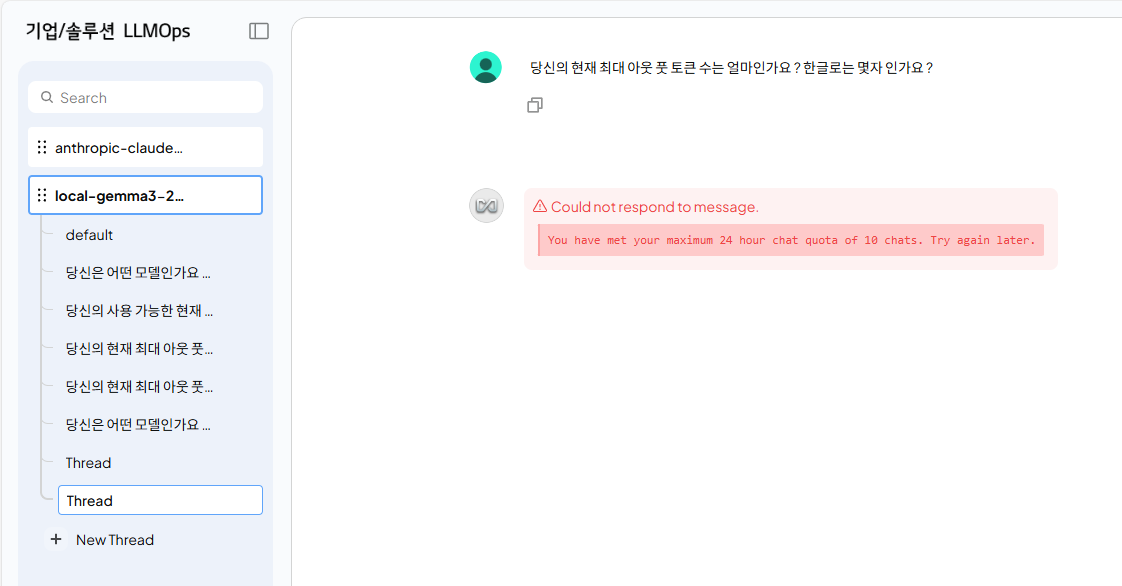 기업/솔루션 LLMOps
Search
anthropic-claude...
local-gemma3-2...
default
당신은 어떤 모델인가요 ...
당신의 사용 가능한 현재 ...
당신의 현재 최대 아웃 풋...
당신의 현재 최대 아웃 풋...
당신은 어떤 모델인가요 ...
Thread
Thread
+ New Thread
당신의 현재 최대 아웃 풋 토큰 수는 얼마인가요 ? 한글로는 몇자 인가요 ?
Could not respond to message.
You have met your maximum 24 hour chat quota of 10 chats. Try again later.